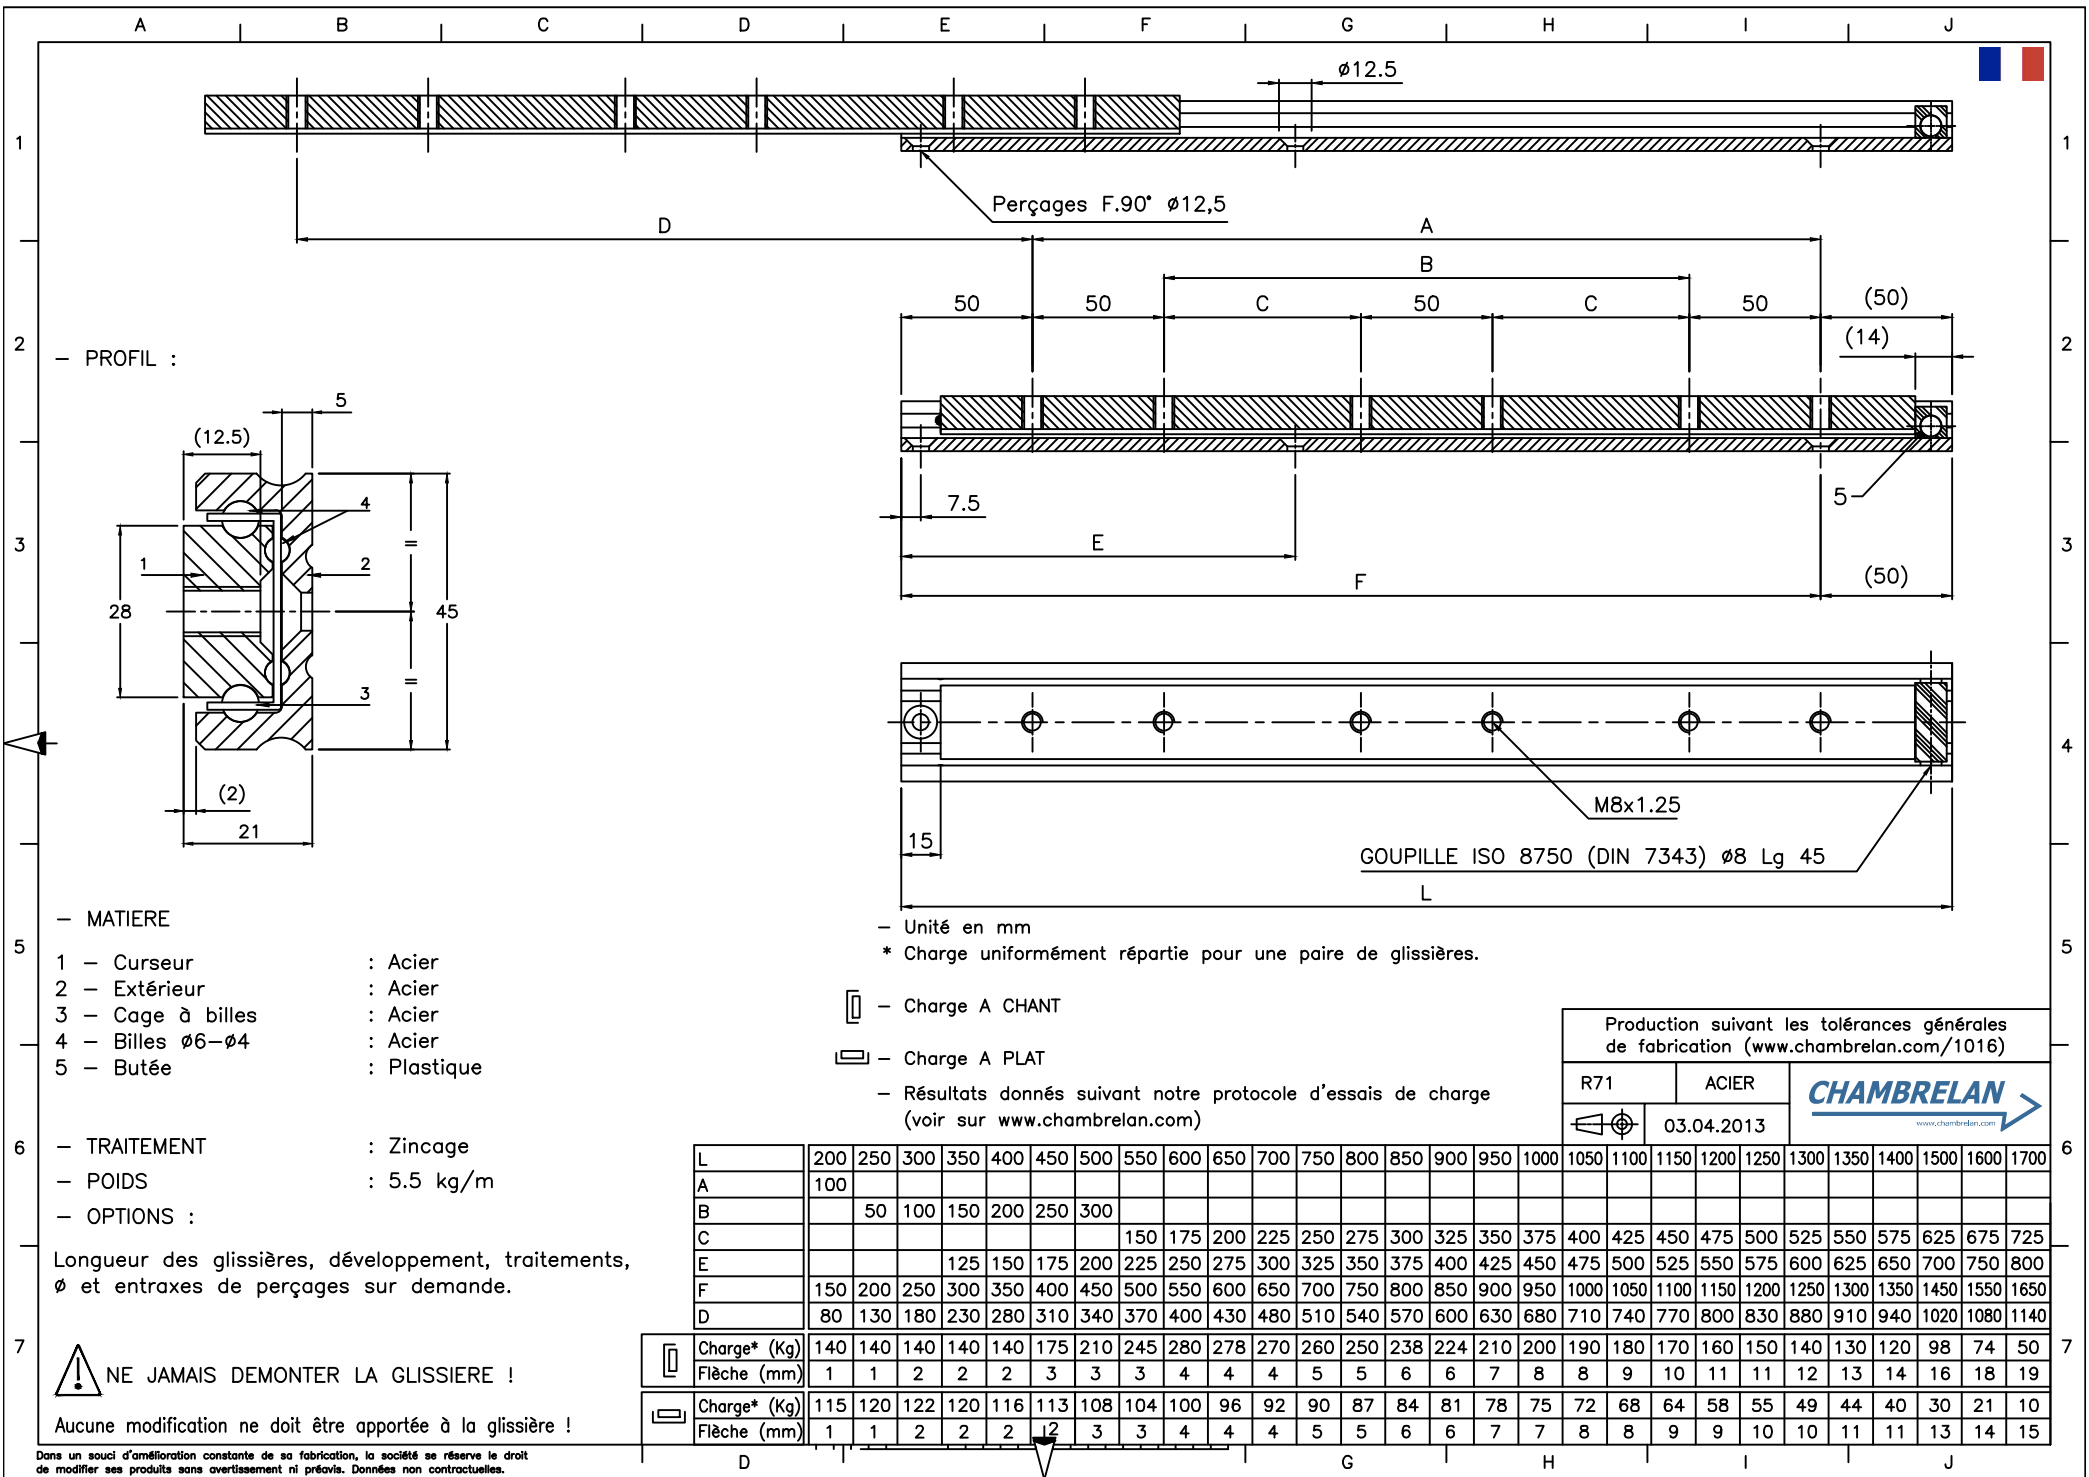 A B C D E F G H I J
1 1
2 2
3 3
4
5 5
6 6
7 7
D G H I J
ø12.5
Perçages F.90° ø12,5
D A
B
50 50 C 50 C 50 (50)
(14)
– PROFIL :
5
(12.5)
4
1 2
28 45
=
=
3
(2)
21
7.5
5
E
F (50)
M8x1.25
15
GOUPILLE ISO 8750 (DIN 7343) ø8 Lg 45
L
– MATIERE
1 – Curseur : Acier
2 – Extérieur : Acier
3 – Cage à billes : Acier
4 – Billes ø6–ø4 : Acier
5 – Butée : Plastique
– TRAITEMENT : Zincage
– POIDS : 5.5 kg/m
– OPTIONS :
Longueur des glissières, développement, traitements,
ø et entraxes de perçages sur demande.
NE JAMAIS DEMONTER LA GLISSIERE !
Aucune modification ne doit être apportée à la glissière !
Dans un souci d'amélioration constante de sa fabrication, la société se réserve le droit
de modifier ses produits sans avertissement ni préavis. Données non contractuelles.
– Unité en mm
* Charge uniformément répartie pour une paire de glissières.
– Charge A CHANT
– Charge A PLAT
– Résultats donnés suivant notre protocole d'essais de charge
(voir sur www.chambrelan.com)
Production suivant les tolérances générales
de fabrication (www.chambrelan.com/1016)
R71 ACIER
03.04.2013
CHAMBRELAN
www.chambrelan.com
L 200 250 300 350 400 450 500 550 600 650 700 750 800 850 900 950 1000 1050 1100 1150 1200 1250 1300 1350 1400 1500 1600 1700
A 100
B 50 100 150 200 250 300
C 150 175 200 225 250 275 300 325 350 375 400 425 450 475 500 525 550 575 625 675 725
E 125 150 175 200 225 250 275 300 325 350 375 400 425 450 475 500 525 550 575 600 625 650 700 750 800
F 150 200 250 300 350 400 450 500 550 600 650 700 750 800 850 900 950 1000 1050 1100 1150 1200 1250 1300 1350 1450 1550 1650
D 80 130 180 230 280 310 340 370 400 430 480 510 540 570 600 630 680 710 740 770 800 830 880 910 940 1020 1080 1140
Charge* (Kg) 140 140 140 140 140 175 210 245 280 278 270 260 250 238 224 210 200 190 180 170 160 150 140 130 120 98 74 50
Flèche (mm) 1 1 2 2 2 3 3 3 4 4 4 5 5 6 6 7 8 8 9 10 11 11 12 13 14 16 18 19
Charge* (Kg) 115 120 122 120 116 113 108 104 100 96 92 90 87 84 81 78 75 72 68 64 58 55 49 44 40 30 21 10
Flèche (mm) 1 1 2 2 2 2 3 3 4 4 4 5 5 6 6 7 7 8 8 9 9 10 10 11 11 13 14 15